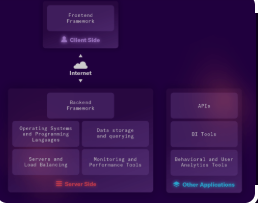 Frontend
Framework
Client Side
Internet
Backend
Framework
Operating Systems
and Programming
Languages
Data storage
and querying
Servers and
Load Balancing
Monitoring and
Performance Tools
Server Side
APIs
BI Tools
Behavioral and User
Analytics Tools
Other Applications